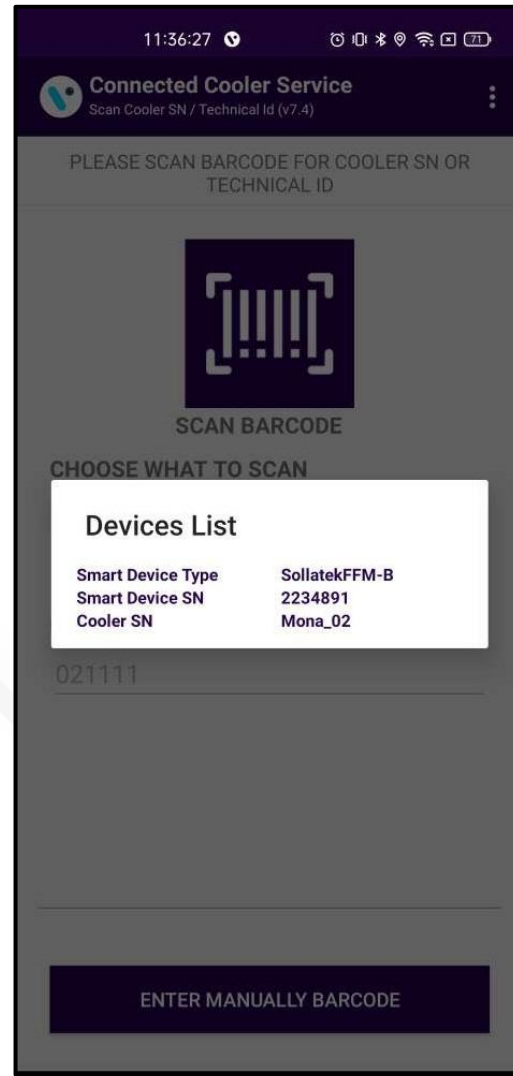 11:36:27
71
Connected Cooler Service
Scan Cooler SN / Technical Id (v7.4)
PLEASE SCAN BARCODE FOR COOLER SN OR
TECHNICAL ID
SCAN BARCODE
CHOOSE WHAT TO SCAN
Devices List
Smart Device Type SollatekFFM-B
Smart Device SN 2234891
Cooler SN Mona_02
021111
ENTER MANUALLY BARCODE